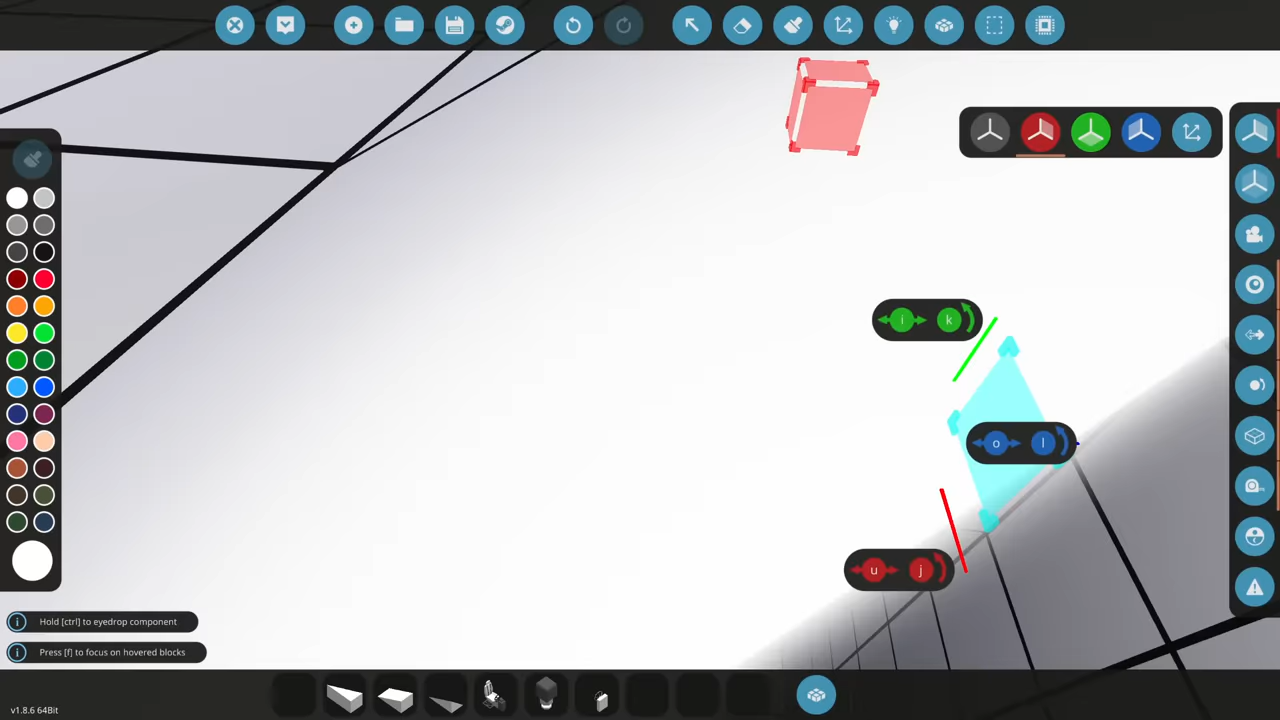 i k
o l
u j
Hold [ctrl] to eyedrop component
Press [f] to focus on hovered blocks
v1.8.6 64Bit